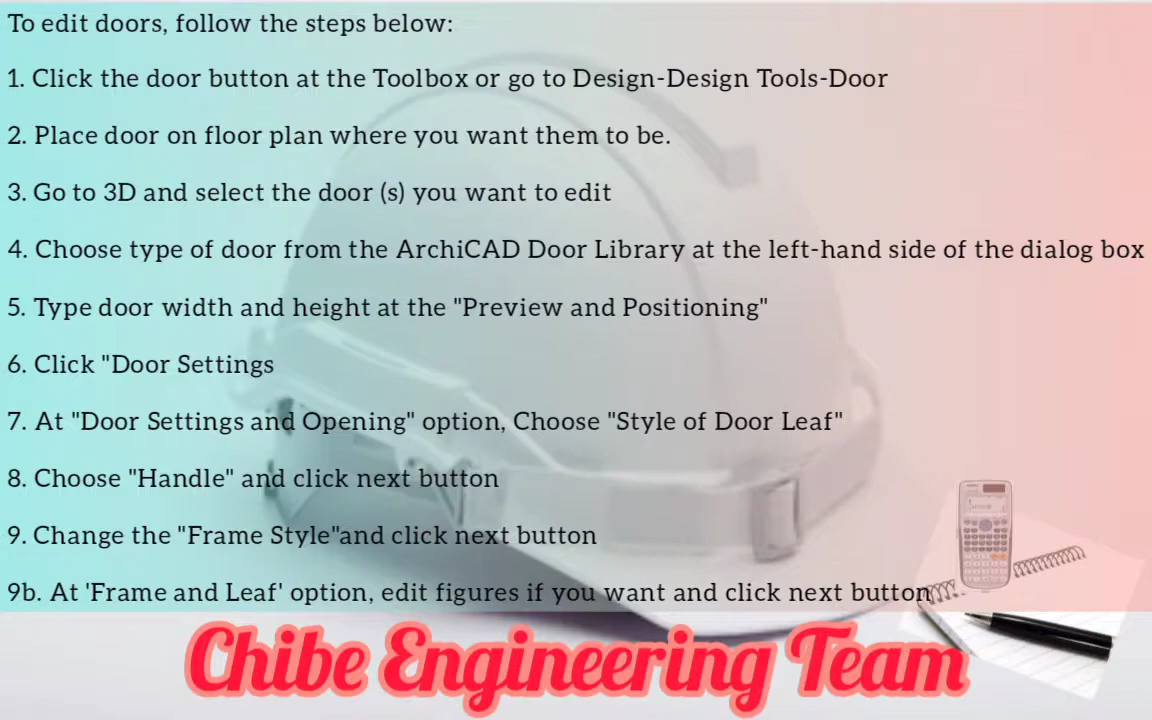 To edit doors, follow the steps below:
1. Click the door button at the Toolbox or go to Design-Design Tools-Door
2. Place door on floor plan where you want them to be.
3. Go to 3D and select the door (s) you want to edit
4. Choose type of door from the ArchiCAD Door Library at the left-hand side of the dialog box
5. Type door width and height at the "Preview and Positioning"
6. Click "Door Settings
7. At "Door Settings and Opening" option, Choose "Style of Door Leaf"
8. Choose "Handle" and click next button
9. Change the "Frame Style"and click next button
9b. At 'Frame and Leaf' option, edit figures if you want and click next button
Chibe Engineering Team